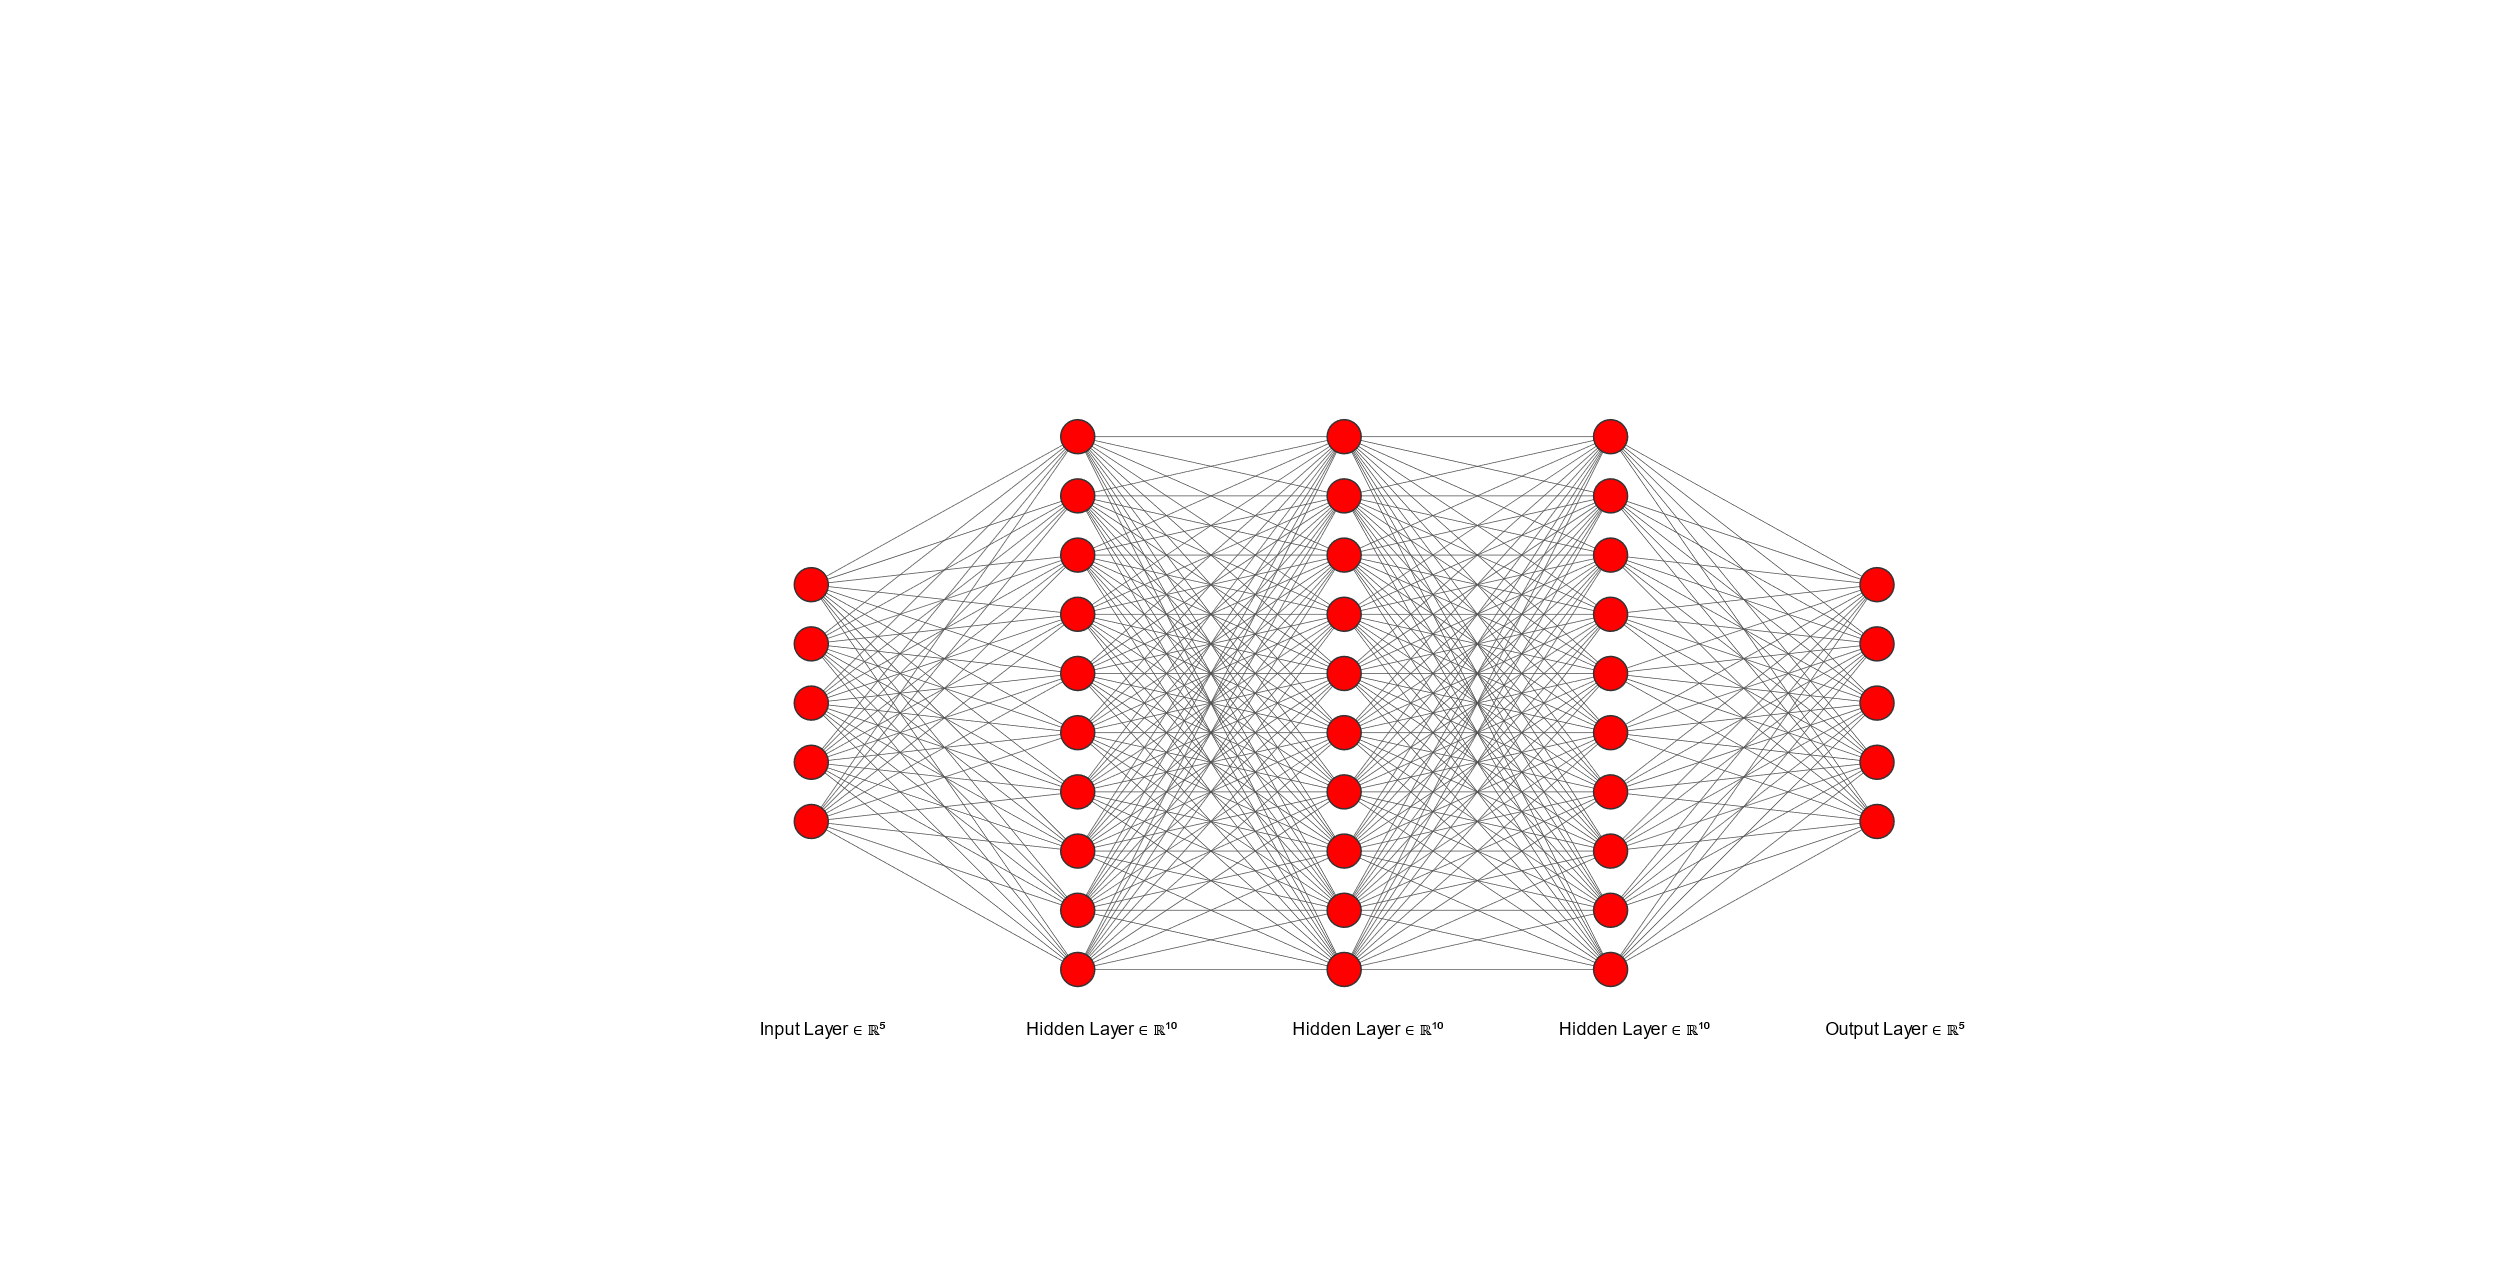 Input Layer ∈ ℝ⁵
Hidden Layer ∈ ℝ¹⁰
Hidden Layer ∈ ℝ¹⁰
Hidden Layer ∈ ℝ¹⁰
Output Layer ∈ ℝ⁵